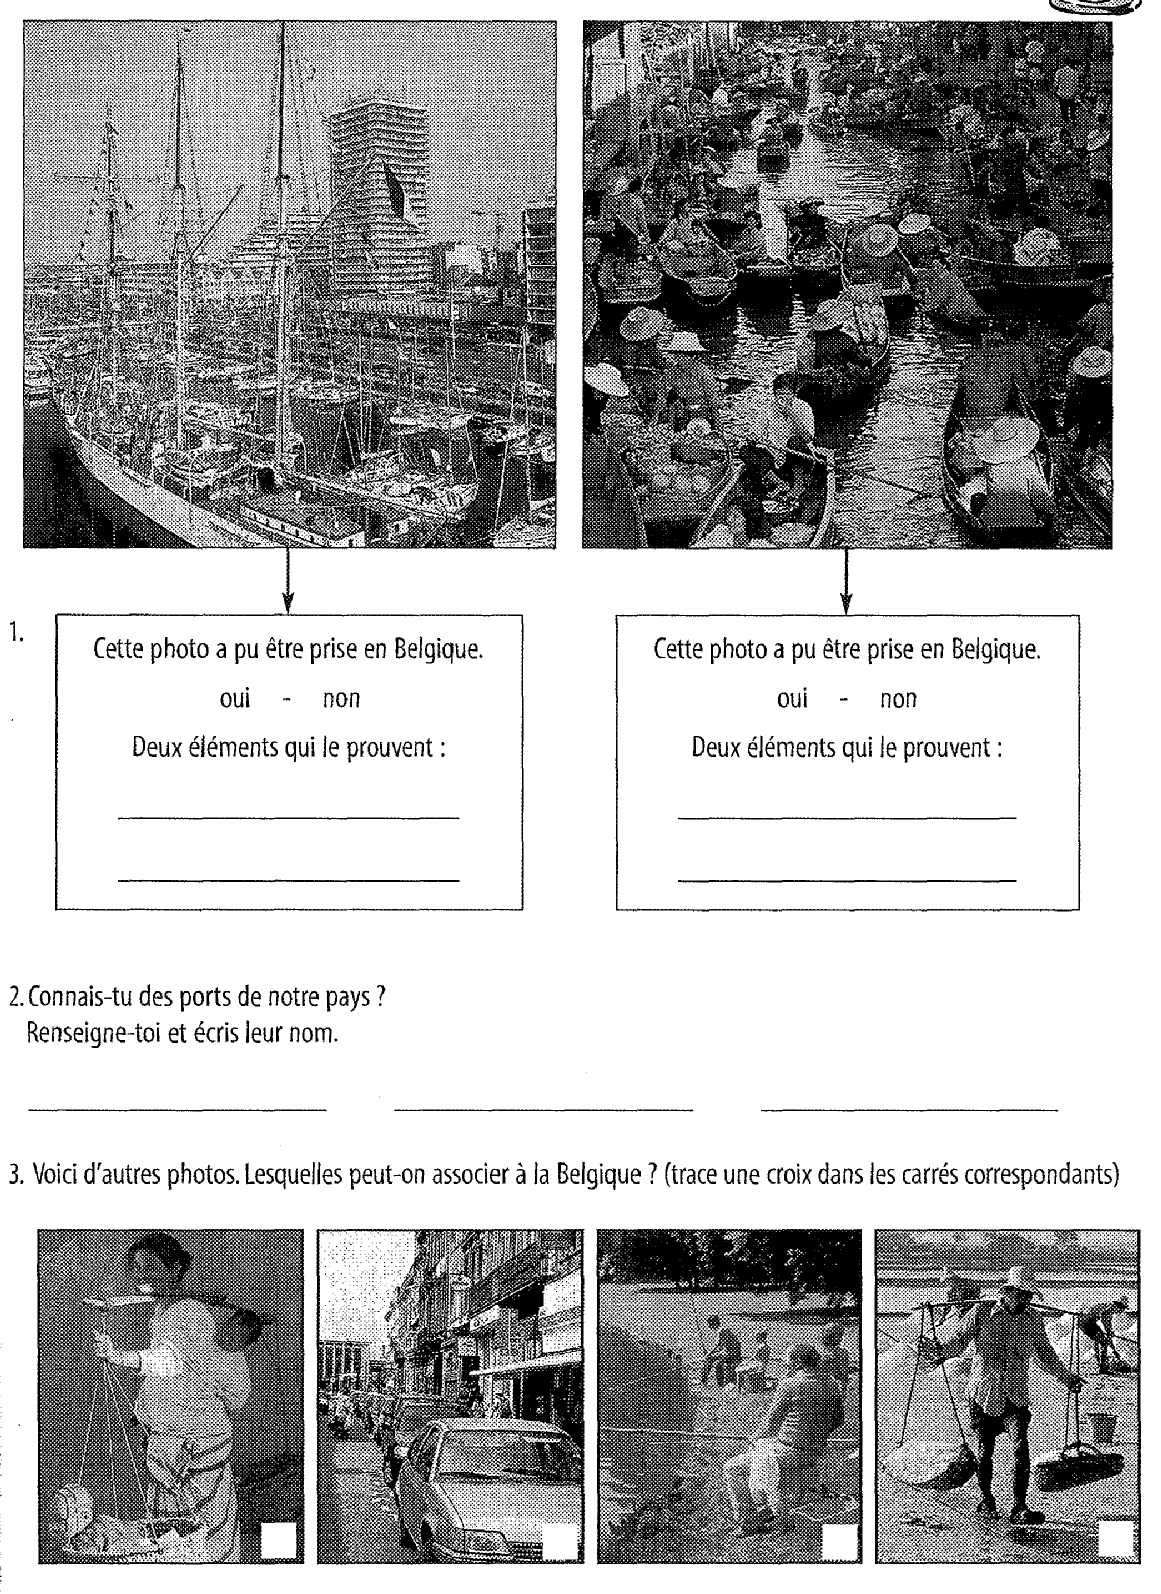 1.
Cette photo a pu être prise en Belgique.
oui - non
Deux éléments qui le prouvent :
Cette photo a pu être prise en Belgique.
oui - non
Deux éléments qui le prouvent :
2. Connais-tu des ports de notre pays ?
Renseigne-toi et écris leur nom.
3. Voici d'autres photos. Lesquelles peut-on associer à la Belgique ? (trace une croix dans les carrés correspondants)